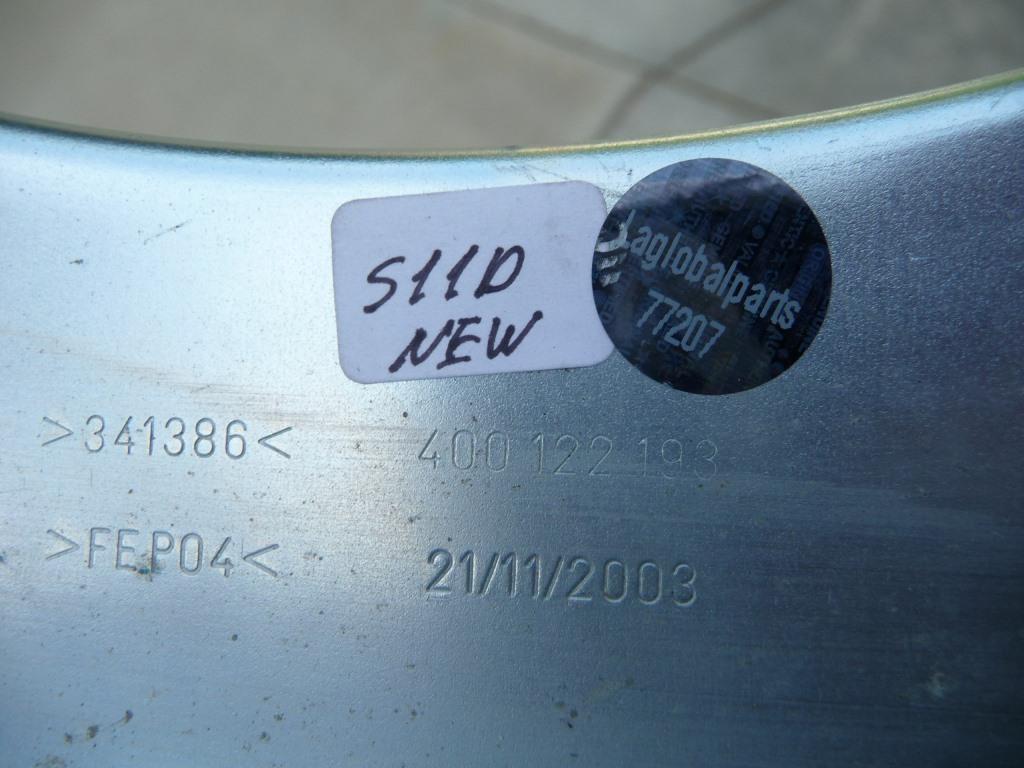 S11D
NEW
Laglobalparts
77207
>341386<
400 122 193
>FEP04<
21/11/2003